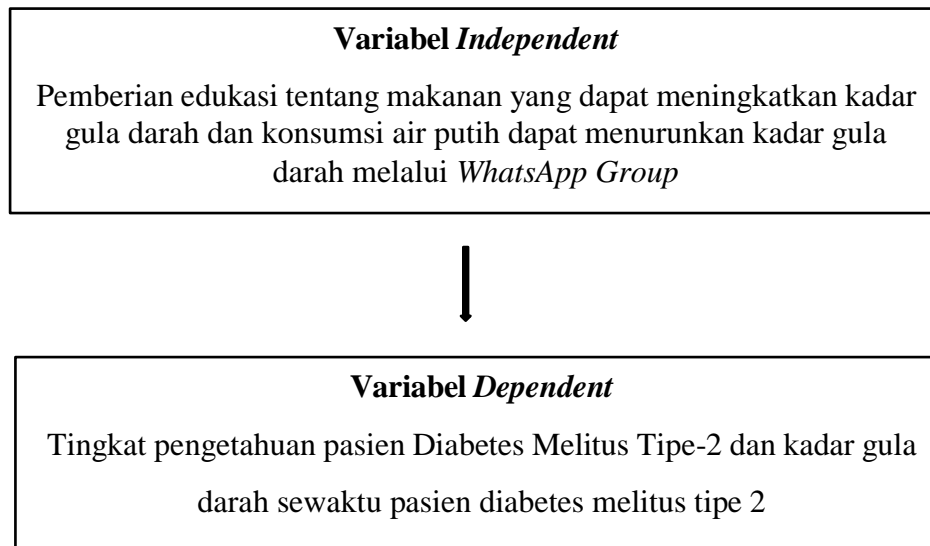 Variabel Independent
Pemberian edukasi tentang makanan yang dapat meningkatkan kadar
gula darah dan konsumsi air putih dapat menurunkan kadar gula
darah melalui WhatsApp Group
Variabel Dependent
Tingkat pengetahuan pasien Diabetes Melitus Tipe-2 dan kadar gula
darah sewaktu pasien diabetes melitus tipe 2